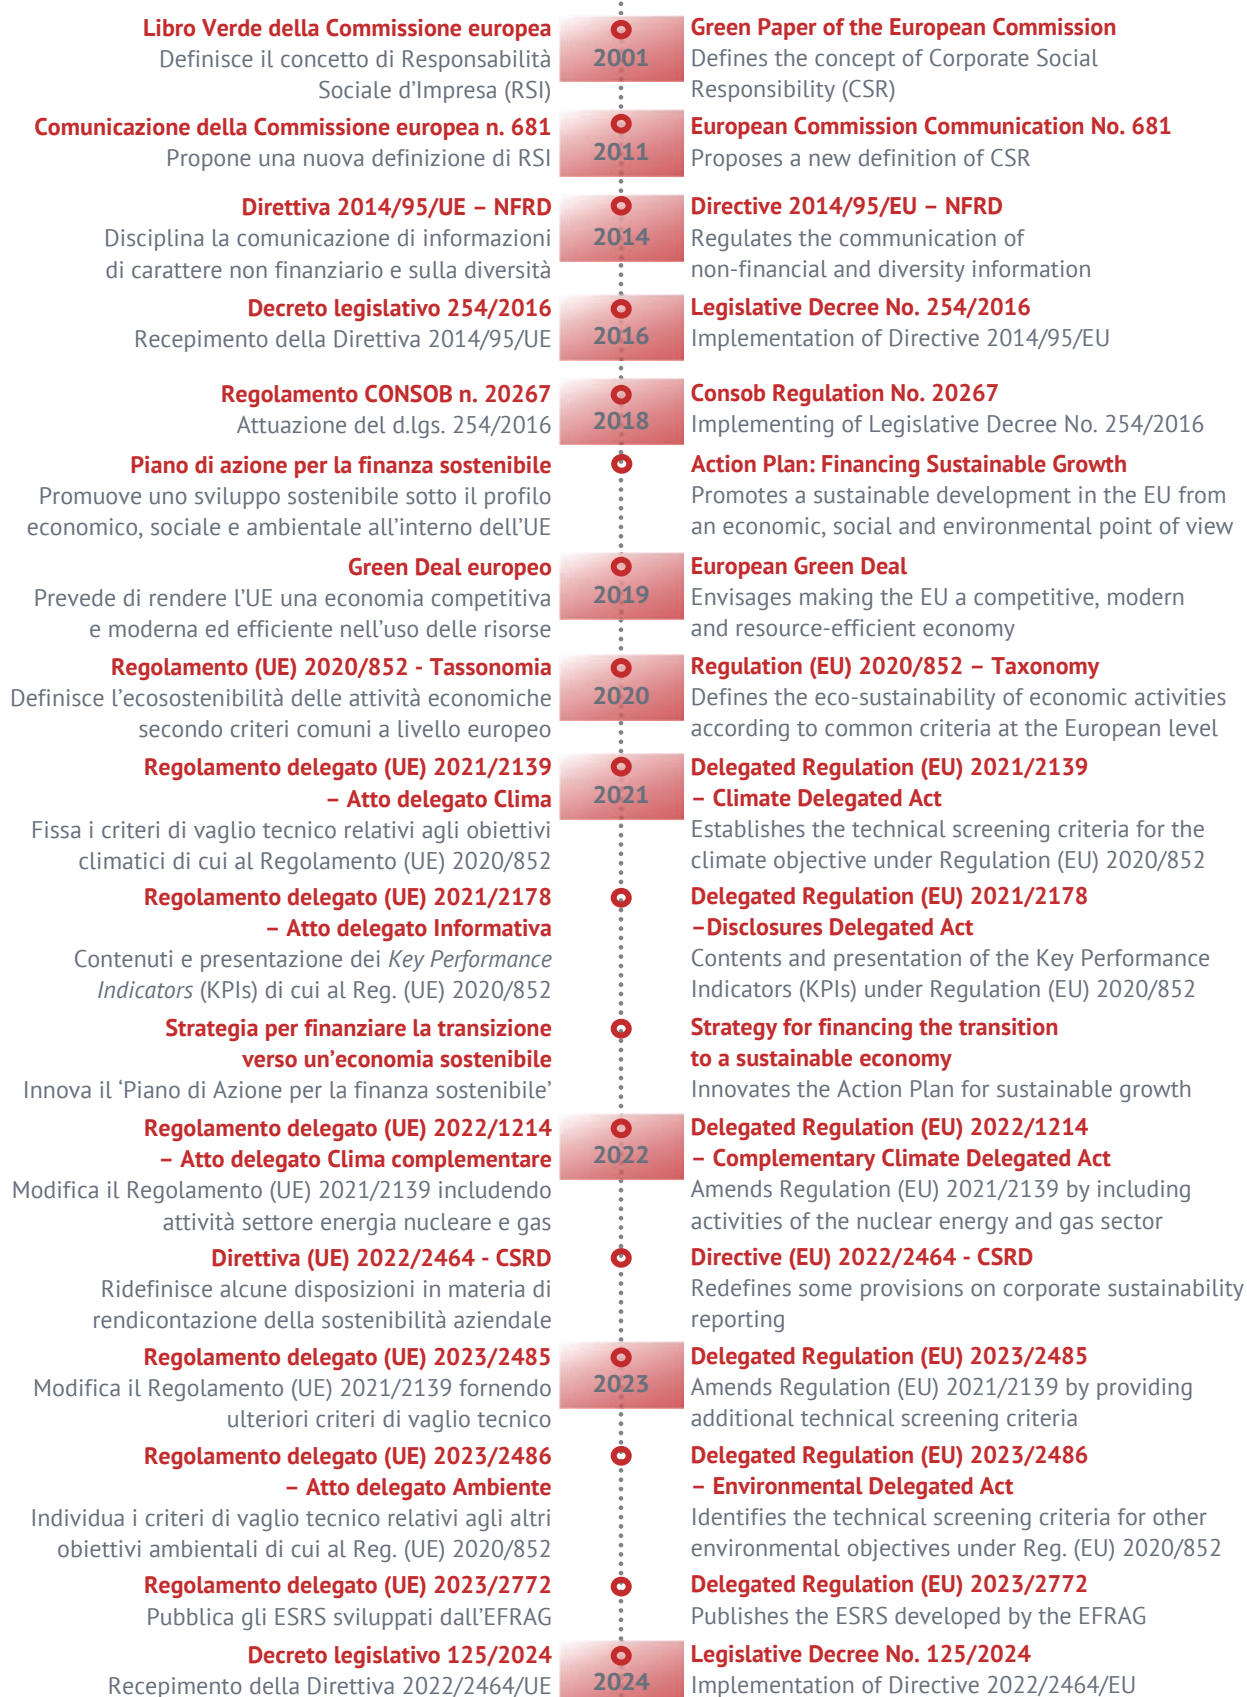 Libro Verde della Commissione europea
Definisce il concetto di Responsabilità
Sociale d'Impresa (RSI)
2001
Green Paper of the European Commission
Defines the concept of Corporate Social
Responsibility (CSR)
Comunicazione della Commissione europea n. 681
Propone una nuova definizione di RSI
2011
European Commission Communication No. 681
Proposes a new definition of CSR
Direttiva 2014/95/UE – NFRD
Disciplina la comunicazione di informazioni
di carattere non finanziario e sulla diversità
2014
Directive 2014/95/EU – NFRD
Regulates the communication of
non-financial and diversity information
Decreto legislativo 254/2016
Recepimento della Direttiva 2014/95/UE
2016
Legislative Decree No. 254/2016
Implementation of Directive 2014/95/EU
Regolamento CONSOB n. 20267
Attuazione del d.lgs. 254/2016
2018
Consob Regulation No. 20267
Implementing of Legislative Decree No. 254/2016
Piano di azione per la finanza sostenibile
Promuove uno sviluppo sostenibile sotto il profilo
economico, sociale e ambientale all'interno dell'UE
Action Plan: Financing Sustainable Growth
Promotes a sustainable development in the EU from
an economic, social and environmental point of view
Green Deal europeo
Prevede di rendere l'UE una economia competitiva
e moderna ed efficiente nell'uso delle risorse
2019
European Green Deal
Envisages making the EU a competitive, modern
and resource-efficient economy
Regolamento (UE) 2020/852 - Tassonomia
Definisce l'ecosostenibilità delle attività economiche
secondo criteri comuni a livello europeo
2020
Regulation (EU) 2020/852 – Taxonomy
Defines the eco-sustainability of economic activities
according to common criteria at the European level
Regolamento delegato (UE) 2021/2139
– Atto delegato Clima
Fissa i criteri di vaglio tecnico relativi agli obiettivi
climatici di cui al Regolamento (UE) 2020/852
2021
Delegated Regulation (EU) 2021/2139
– Climate Delegated Act
Establishes the technical screening criteria for the
climate objective under Regulation (EU) 2020/852
Regolamento delegato (UE) 2021/2178
– Atto delegato Informativa
Contenuti e presentazione dei Key Performance
Indicators (KPIs) di cui al Reg. (UE) 2020/852
Delegated Regulation (EU) 2021/2178
–Disclosures Delegated Act
Contents and presentation of the Key Performance
Indicators (KPIs) under Regulation (EU) 2020/852
Strategia per finanziare la transizione
verso un'economia sostenibile
Innova il 'Piano di Azione per la finanza sostenibile'
Strategy for financing the transition
to a sustainable economy
Innovates the Action Plan for sustainable growth
Regolamento delegato (UE) 2022/1214
– Atto delegato Clima complementare
Modifica il Regolamento (UE) 2021/2139 includendo
attività settore energia nucleare e gas
2022
Delegated Regulation (EU) 2022/1214
– Complementary Climate Delegated Act
Amends Regulation (EU) 2021/2139 by including
activities of the nuclear energy and gas sector
Direttiva (UE) 2022/2464 - CSRD
Ridefinisce alcune disposizioni in materia di
rendicontazione della sostenibilità aziendale
Directive (EU) 2022/2464 - CSRD
Redefines some provisions on corporate sustainability
reporting
Regolamento delegato (UE) 2023/2485
Modifica il Regolamento (UE) 2021/2139 fornendo
ulteriori criteri di vaglio tecnico
2023
Delegated Regulation (EU) 2023/2485
Amends Regulation (EU) 2021/2139 by providing
additional technical screening criteria
Regolamento delegato (UE) 2023/2486
– Atto delegato Ambiente
Individua i criteri di vaglio tecnico relativi agli altri
obiettivi ambientali di cui al Reg. (UE) 2020/852
Delegated Regulation (EU) 2023/2486
– Environmental Delegated Act
Identifies the technical screening criteria for other
environmental objectives under Reg. (EU) 2020/852
Regolamento delegato (UE) 2023/2772
Pubblica gli ESRS sviluppati dall'EFRAG
Delegated Regulation (EU) 2023/2772
Publishes the ESRS developed by the EFRAG
Decreto legislativo 125/2024
Recepimento della Direttiva 2022/2464/UE
2024
Legislative Decree No. 125/2024
Implementation of Directive 2022/2464/EU